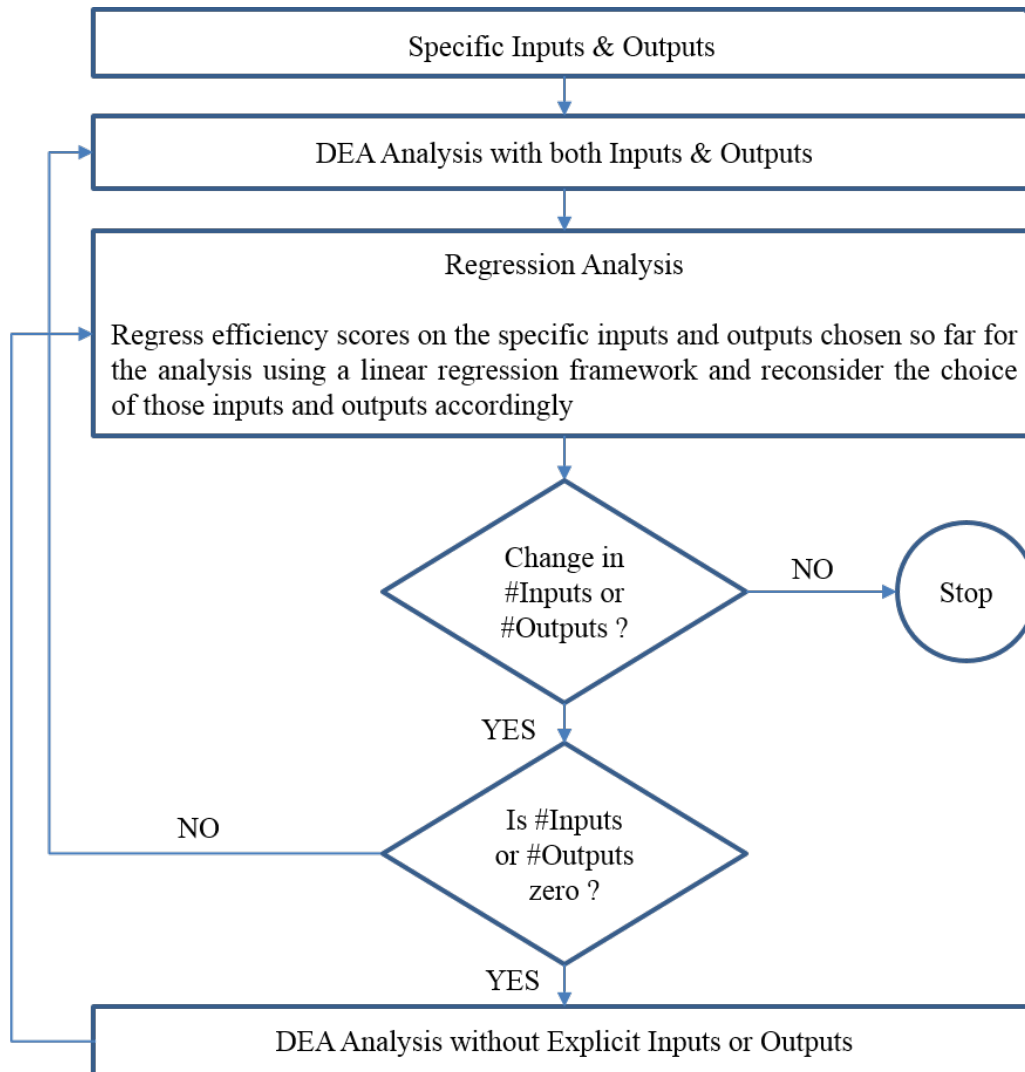 Specific Inputs & Outputs
DEA Analysis with both Inputs & Outputs
Regression Analysis
Regress efficiency scores on the specific inputs and outputs chosen so far for
the analysis using a linear regression framework and reconsider the choice
of those inputs and outputs accordingly
Change in
#Inputs or
#Outputs ?
NO
Stop
YES
Is #Inputs
or #Outputs
zero ?
NO
YES
DEA Analysis without Explicit Inputs or Outputs